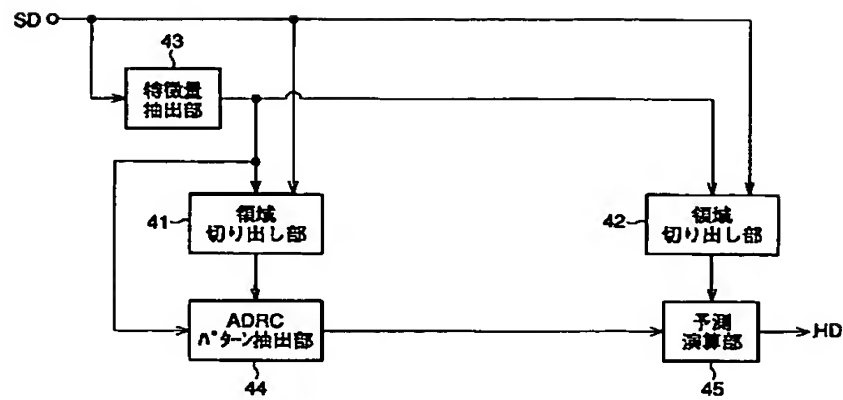 SD
43
特徴量
抽出部
41
領域
切り出し部
42
領域
切り出し部
ADRC
パターン抽出部
44
予測
演算部
45
HD